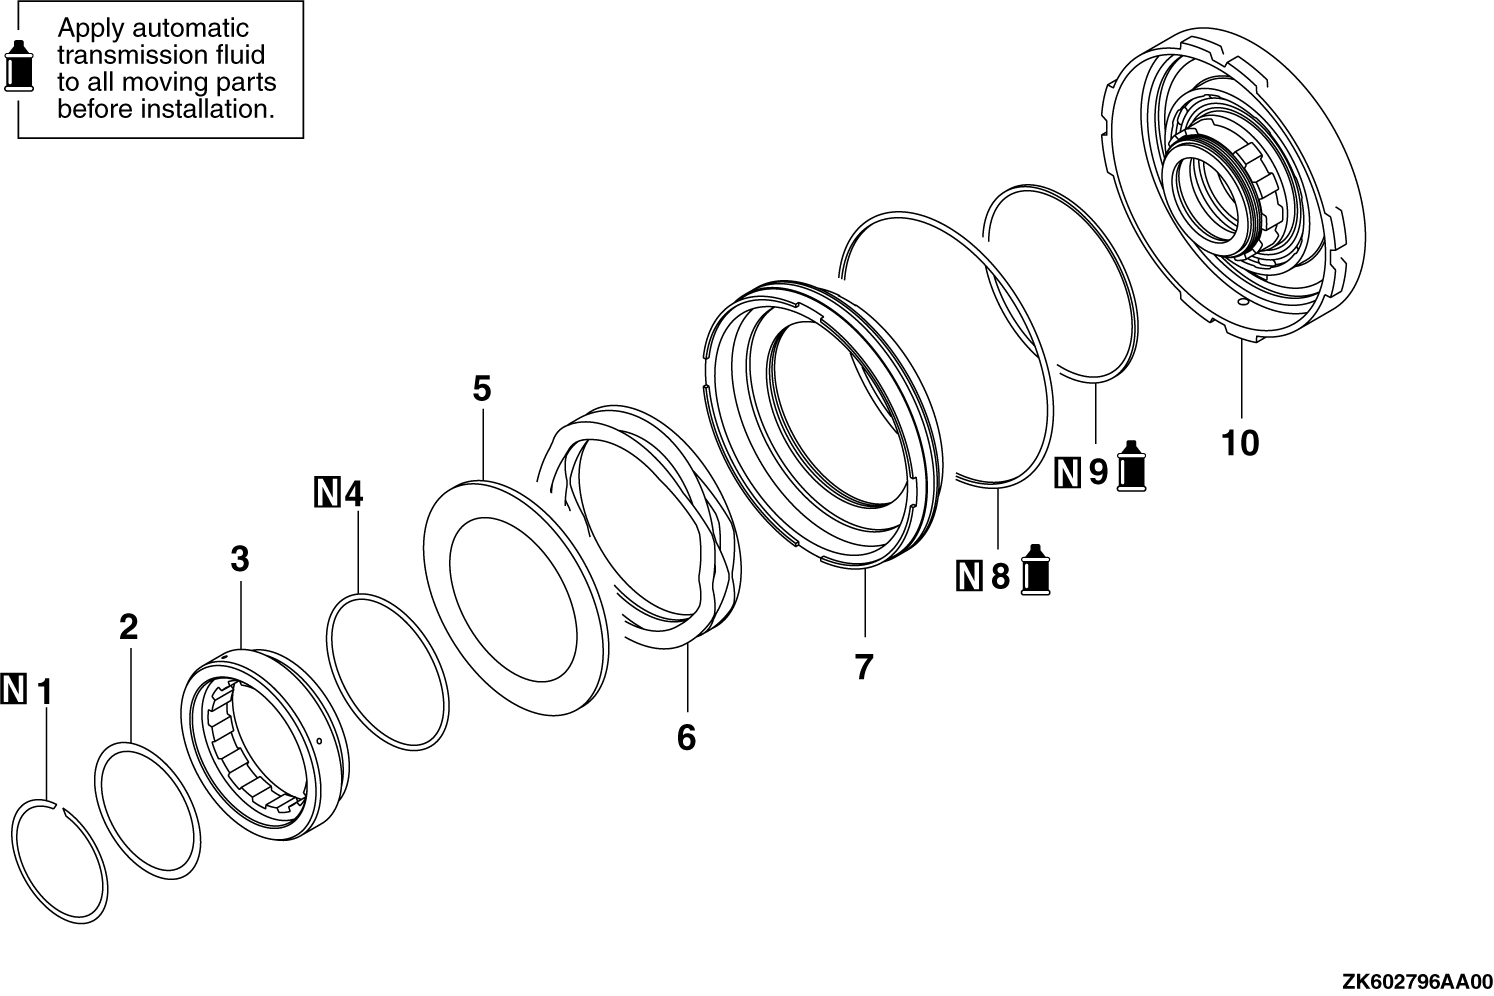 Apply automatic
transmission fluid
to all moving parts
before installation.
10
5
N 9
N 4
3
N 8
2
7
N 1
6
ZK602796AA00